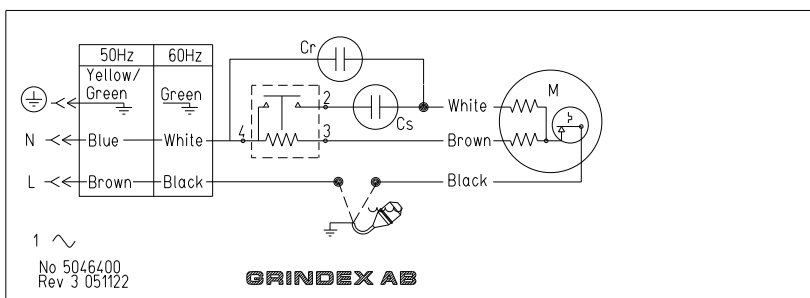 50Hz 60Hz
Cr
Yellow/
Green Green
M
2
White
Cs
N Blue White 4 3 Brown
L Brown Black Black
1
No 5046400
Rev 3 051122
GRINDEX AB